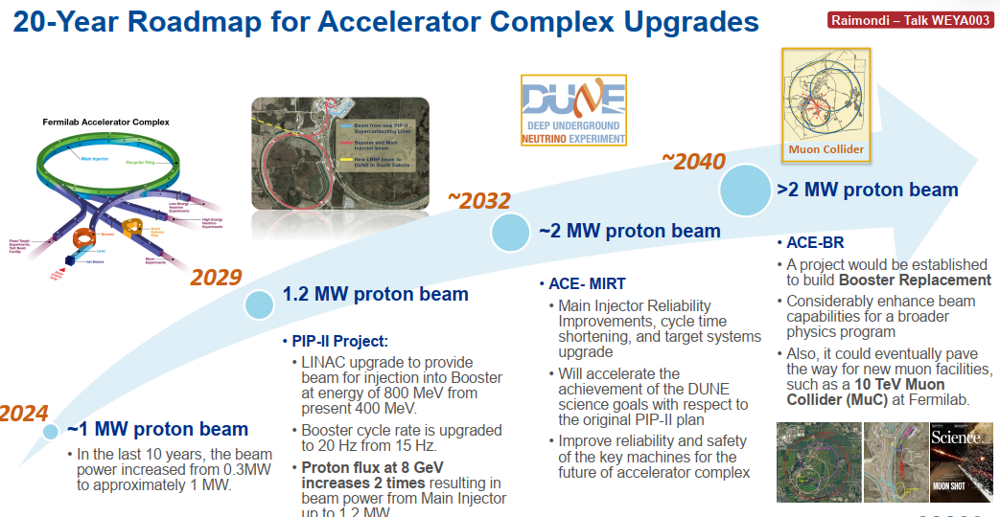 20-Year Roadmap for Accelerator Complex Upgrades
Raimondi – Talk WEYA003
Fermilab Accelerator Complex
Main Injector
Recycler Ring
Low-Energy
Neutrino
Experiments
High-Energy
Neutrino
Experiments
Fixed-Target
Experiments,
Test Beam
Facility
Booster
Muon
Delivery
Ring
Linac
Ion Source
Muon
Experiments
Beam from new PIP-II
Superconducting Linac
Booster and Main
Injector beam
New LBNF beam to
DUNE in South Dakota
DUNE
DEEP UNDERGROUND
NEUTRINO EXPERIMENT
Muon Collider
2024
~1 MW proton beam
• In the last 10 years, the beam
power increased from 0.3MW
to approximately 1 MW.
2029
1.2 MW proton beam
• PIP-II Project:
• LINAC upgrade to provide
beam for injection into Booster
at energy of 800 MeV from
present 400 MeV.
• Booster cycle rate is upgraded
to 20 Hz from 15 Hz.
• Proton flux at 8 GeV
increases 2 times resulting in
beam power from Main Injector
up to 1.2 MW
~2032
~2 MW proton beam
• ACE- MIRT
• Main Injector Reliability
Improvements, cycle time
shortening, and target systems
upgrade
• Will accelerate the
achievement of the DUNE
science goals with respect to
the original PIP-II plan
• Improve reliability and safety
of the key machines for the
future of accelerator complex
~2040
>2 MW proton beam
• ACE-BR
• A project would be established
to build Booster Replacement
• Considerably enhance beam
capabilities for a broader
physics program
• Also, it could eventually pave
the way for new muon facilities,
such as a 10 TeV Muon
Collider (MuC) at Fermilab.
Science
MUON SHOT